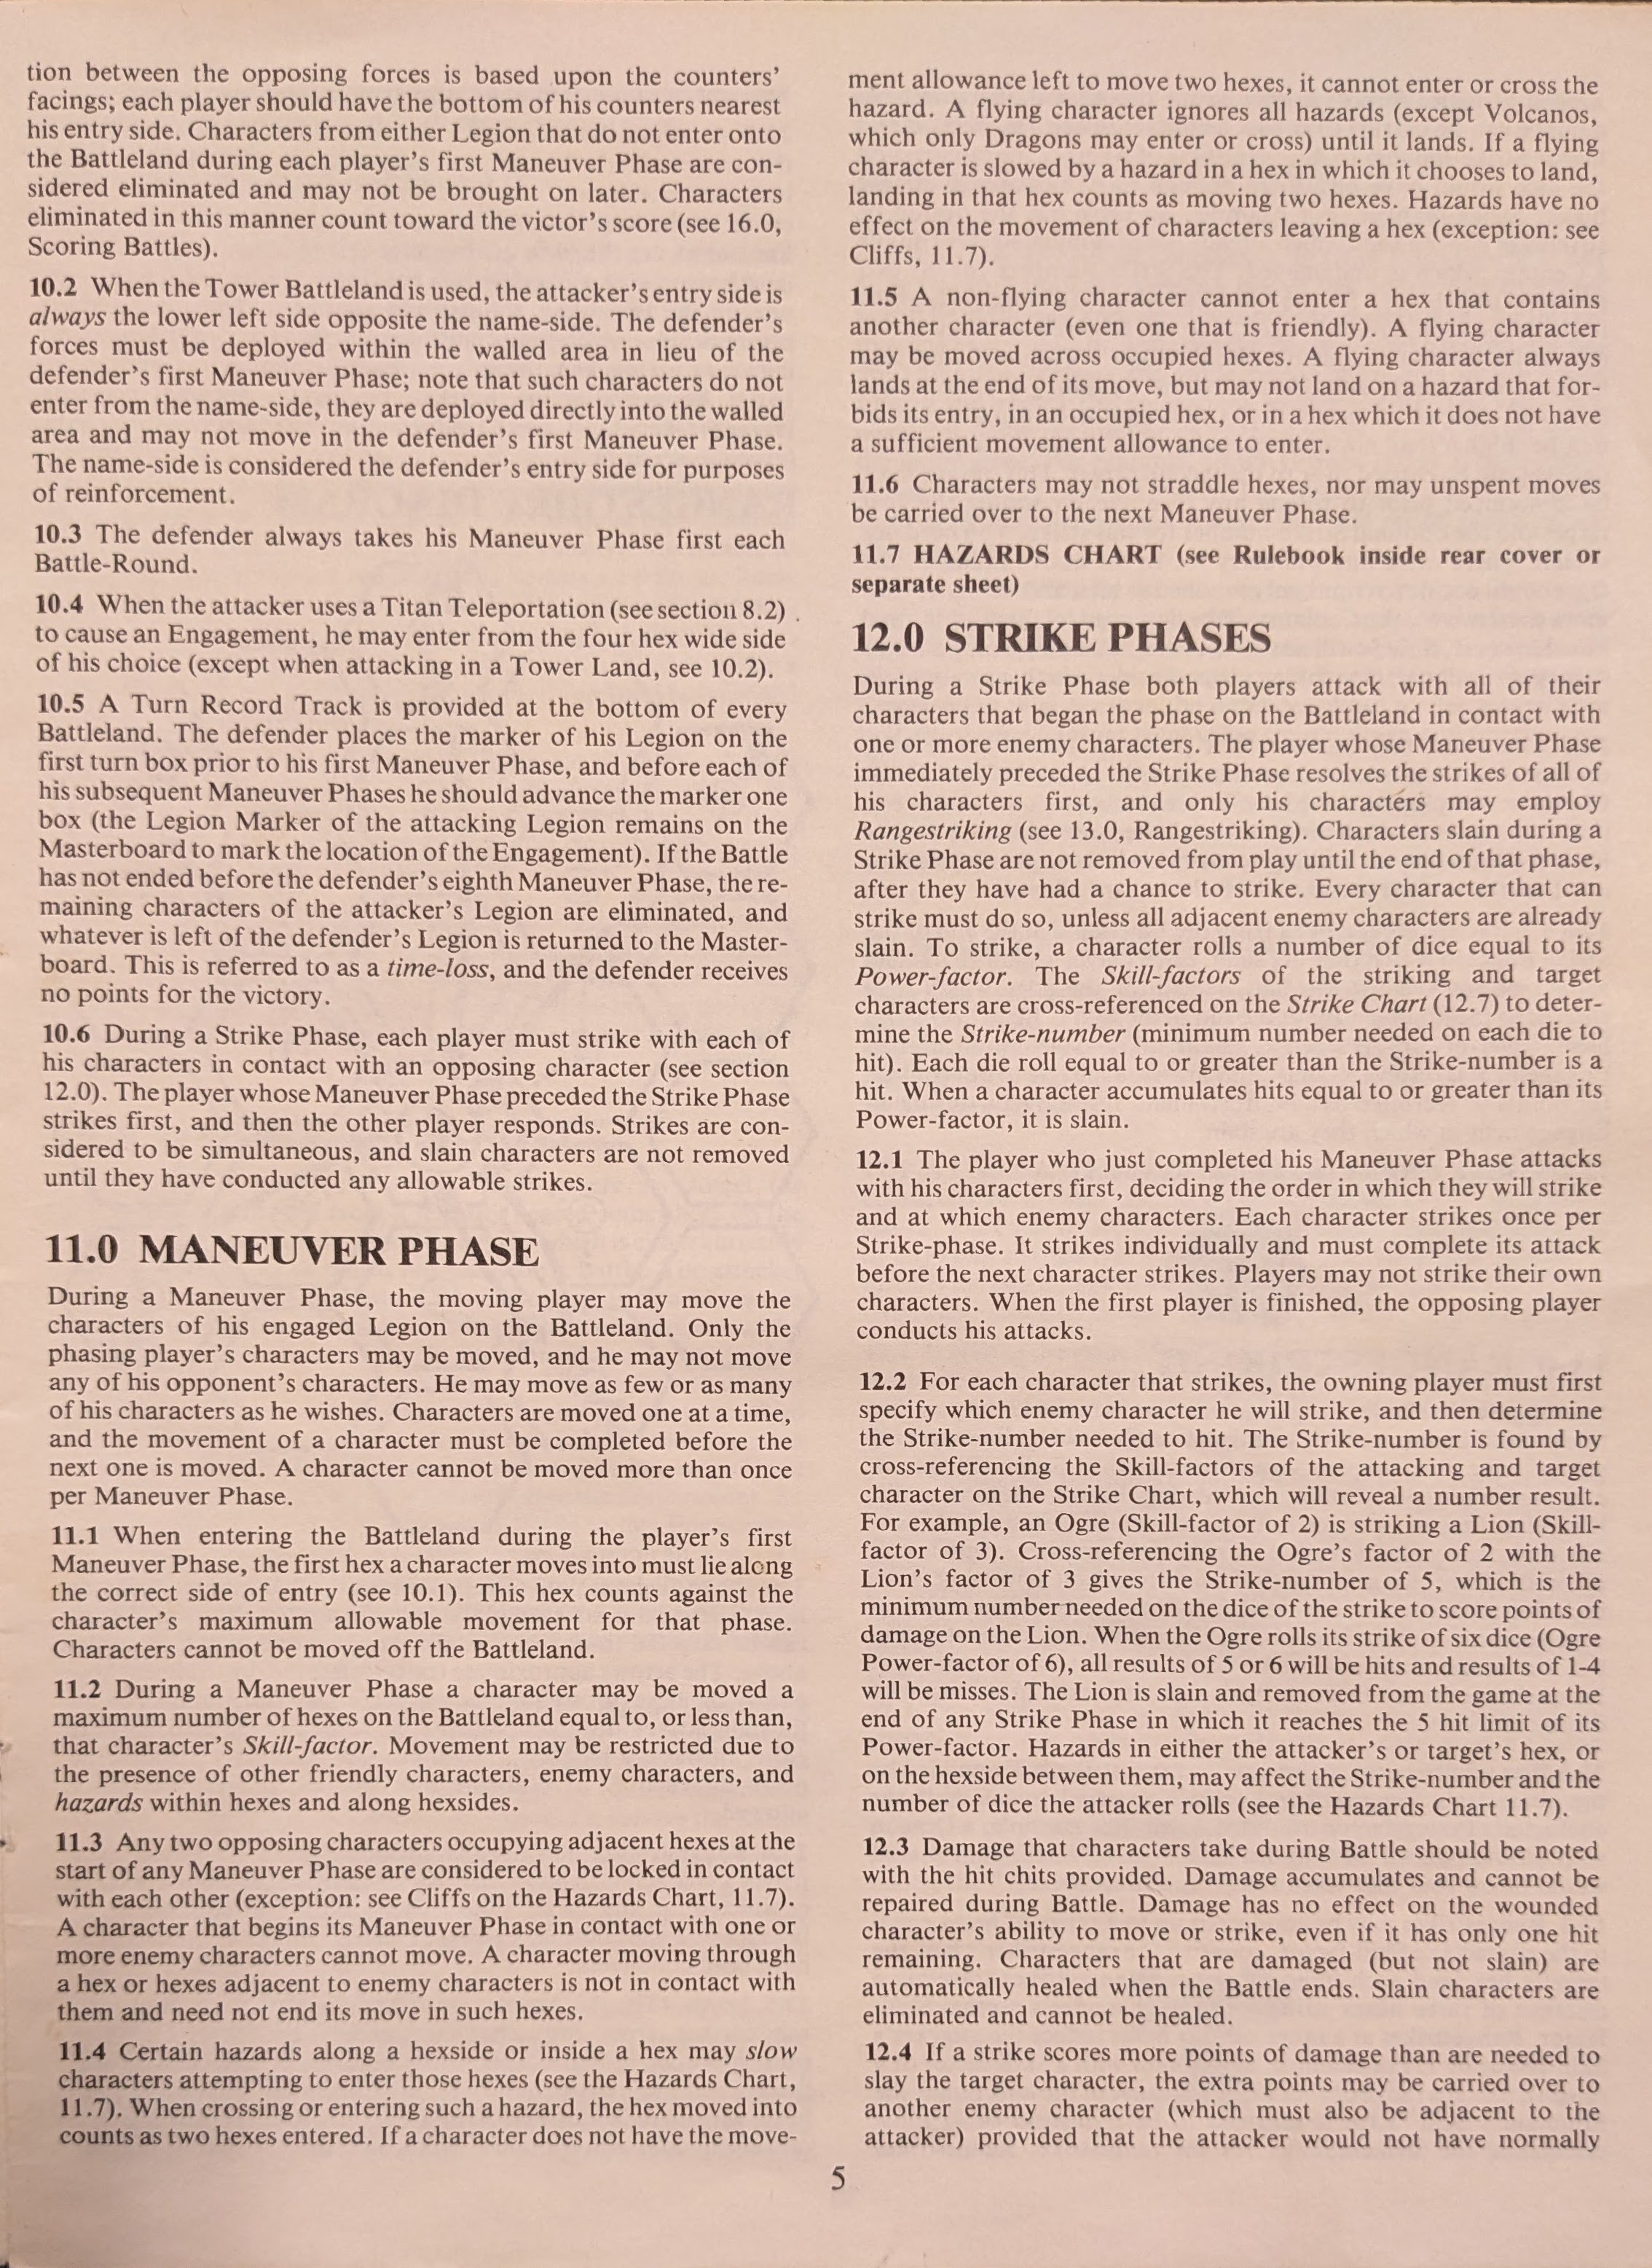 tion between the opposing forces is based upon the counters'
facings; each player should have the bottom of his counters nearest
his entry side. Characters from either Legion that do not enter onto
the Battleland during each player's first Maneuver Phase are con-
sidered eliminated and may not be brought on later. Characters
eliminated in this manner count toward the victor's score (see 16.0,
Scoring Battles).
10.2 When the Tower Battleland is used, the attacker's entry side is
always the lower left side opposite the name-side. The defender's
forces must be deployed within the walled area in lieu of the
defender's first Maneuver Phase; note that such characters do not
enter from the name-side, they are deployed directly into the walled
area and may not move in the defender's first Maneuver Phase.
The name-side is considered the defender's entry side for purposes
of reinforcement.
10.3 The defender always takes his Maneuver Phase first each
Battle-Round.
10.4 When the attacker uses a Titan Teleportation (see section 8.2)
to cause an Engagement, he may enter from the four hex wide side
of his choice (except when attacking in a Tower Land, see 10.2).
10.5 A Turn Record Track is provided at the bottom of every
Battleland. The defender places the marker of his Legion on the
first turn box prior to his first Maneuver Phase, and before each of
his subsequent Maneuver Phases he should advance the marker one
box (the Legion Marker of the attacking Legion remains on the
Masterboard to mark the location of the Engagement). If the Battle
has not ended before the defender's eighth Maneuver Phase, the re-
maining characters of the attacker's Legion are eliminated, and
whatever is left of the defender's Legion is returned to the Master-
board. This is referred to as a time-loss, and the defender receives
no points for the victory.
10.6 During a Strike Phase, each player must strike with each of
his characters in contact with an opposing character (see section
12.0). The player whose Maneuver Phase preceded the Strike Phase
strikes first, and then the other player responds. Strikes are con-
sidered to be simultaneous, and slain characters are not removed
until they have conducted any allowable strikes.
11.0 MANEUVER PHASE
During a Maneuver Phase, the moving player may move the
characters of his engaged Legion on the Battleland. Only the
phasing player's characters may be moved, and he may not move
any of his opponent's characters. He may move as few or as many
of his characters as he wishes. Characters are moved one at a time,
and the movement of a character must be completed before the
next one is moved. A character cannot be moved more than once
per Maneuver Phase.
11.1 When entering the Battleland during the player's first
Maneuver Phase, the first hex a character moves into must lie along
the correct side of entry (see 10.1). This hex counts against the
character's maximum allowable movement for that phase.
Characters cannot be moved off the Battleland.
11.2 During a Maneuver Phase a character may be moved a
maximum number of hexes on the Battleland equal to, or less than,
that character's Skill-factor. Movement may be restricted due to
the presence of other friendly characters, enemy characters, and
hazards within hexes and along hexsides.
11.3 Any two opposing characters occupying adjacent hexes at the
start of any Maneuver Phase are considered to be locked in contact
with each other (exception: see Cliffs on the Hazards Chart, 11.7).
A character that begins its Maneuver Phase in contact with one or
more enemy characters cannot move. A character moving through
a hex or hexes adjacent to enemy characters is not in contact with
them and need not end its move in such hexes.
11.4 Certain hazards along a hexside or inside a hex may slow
characters attempting to enter those hexes (see the Hazards Chart,
11.7). When crossing or entering such a hazard, the hex moved into
counts as two hexes entered. If a character does not have the move-
ment allowance left to move two hexes, it cannot enter or cross the
hazard. A flying character ignores all hazards (except Volcanos,
which only Dragons may enter or cross) until it lands. If a flying
character is slowed by a hazard in a hex in which it chooses to land,
landing in that hex counts as moving two hexes. Hazards have no
effect on the movement of characters leaving a hex (exception: see
Cliffs, 11.7).
11.5 A non-flying character cannot enter a hex that contains
another character (even one that is friendly). A flying character
may be moved across occupied hexes. A flying character always
lands at the end of its move, but may not land on a hazard that for-
bids its entry, in an occupied hex, or in a hex which it does not have
a sufficient movement allowance to enter.
11.6 Characters may not straddle hexes, nor may unspent moves
be carried over to the next Maneuver Phase.
11.7 HAZARDS CHART (see Rulebook inside rear cover or
separate sheet)
12.0 STRIKE PHASES
During a Strike Phase both players attack with all of their
characters that began the phase on the Battleland in contact with
one or more enemy characters. The player whose Maneuver Phase
immediately preceded the Strike Phase resolves the strikes of all of
his characters first, and only his characters may employ
Rangestriking (see 13.0, Rangestriking). Characters slain during a
Strike Phase are not removed from play until the end of that phase,
after they have had a chance to strike. Every character that can
strike must do so, unless all adjacent enemy characters are already
slain. To strike, a character rolls a number of dice equal to its
Power-factor. The Skill-factors of the striking and target
characters are cross-referenced on the Strike Chart (12.7) to deter-
mine the Strike-number (minimum number needed on each die to
hit). Each die roll equal to or greater than the Strike-number is a
hit. When a character accumulates hits equal to or greater than its
Power-factor, it is slain.
12.1 The player who just completed his Maneuver Phase attacks
with his characters first, deciding the order in which they will strike
and at which enemy characters. Each character strikes once per
Strike-phase. It strikes individually and must complete its attack
before the next character strikes. Players may not strike their own
characters. When the first player is finished, the opposing player
conducts his attacks.
12.2 For each character that strikes, the owning player must first
specify which enemy character he will strike, and then determine
the Strike-number needed to hit. The Strike-number is found by
cross-referencing the Skill-factors of the attacking and target
character on the Strike Chart, which will reveal a number result.
For example, an Ogre (Skill-factor of 2) is striking a Lion (Skill-
factor of 3). Cross-referencing the Ogre's factor of 2 with the
Lion's factor of 3 gives the Strike-number of 5, which is the
minimum number needed on the dice of the strike to score points of
damage on the Lion. When the Ogre rolls its strike of six dice (Ogre
Power-factor of 6), all results of 5 or 6 will be hits and results of 1-4
will be misses. The Lion is slain and removed from the game at the
end of any Strike Phase in which it reaches the 5 hit limit of its
Power-factor. Hazards in either the attacker's or target's hex, or
on the hexside between them, may affect the Strike-number and the
number of dice the attacker rolls (see the Hazards Chart 11.7).
12.3 Damage that characters take during Battle should be noted
with the hit chits provided. Damage accumulates and cannot be
repaired during Battle. Damage has no effect on the wounded
character's ability to move or strike, even if it has only one hit
remaining. Characters that are damaged (but not slain) are
automatically healed when the Battle ends. Slain characters are
eliminated and cannot be healed.
12.4 If a strike scores more points of damage than are needed to
slay the target character, the extra points may be carried over to
another enemy character (which must also be adjacent to the
attacker) provided that the attacker would not have normally
5